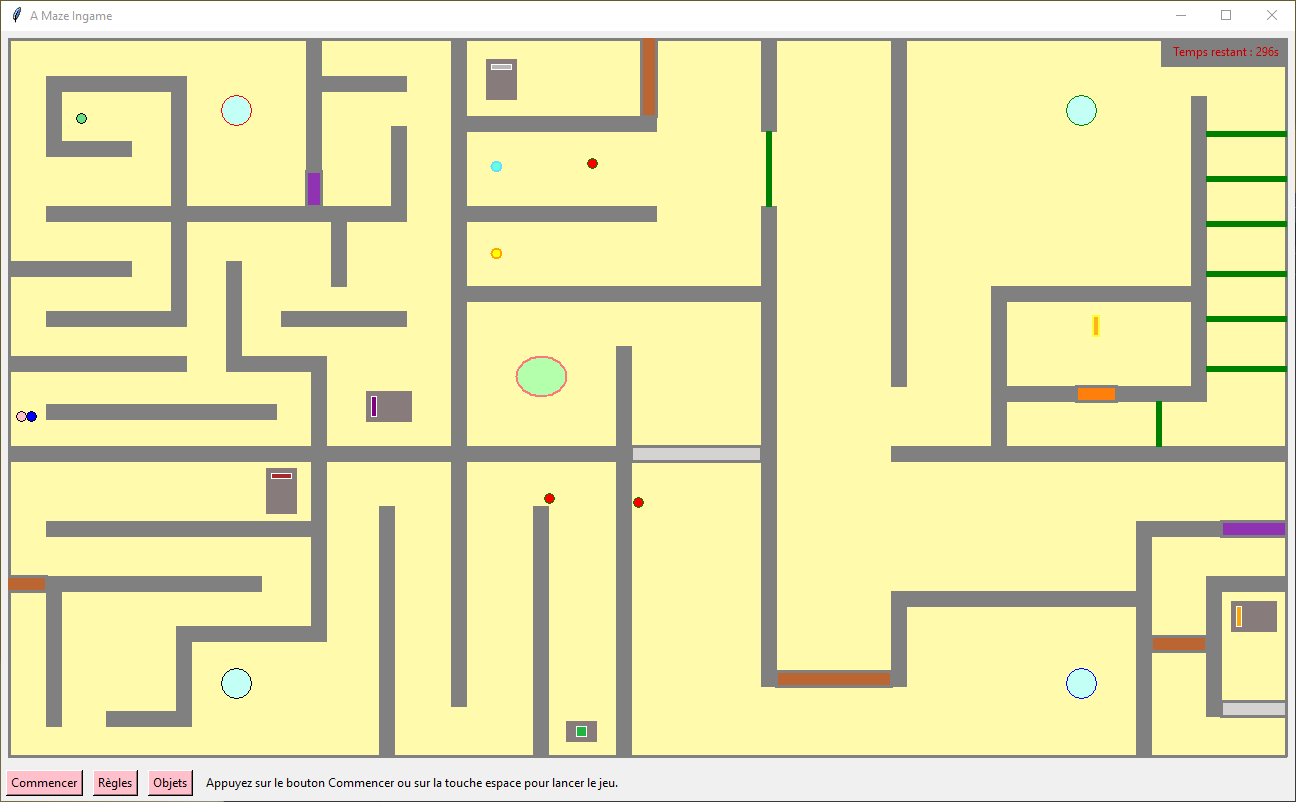 A Maze Ingame
Temps restant : 296s
Commencer Règles Objets Appuyez sur le bouton Commencer ou sur la touche espace pour lancer le jeu.